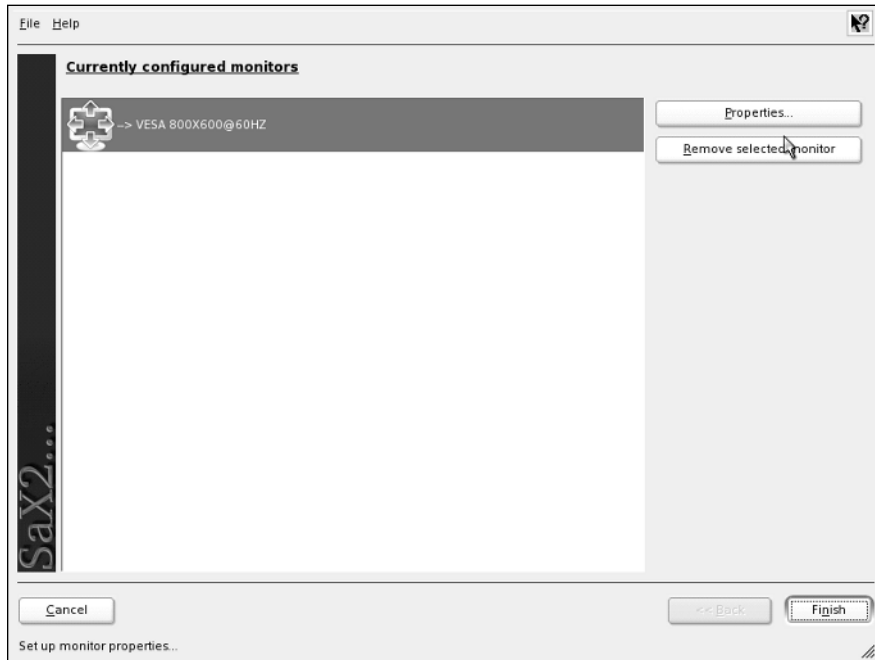 File Help
Currently configured monitors
--> VESA 800X600@60HZ
Properties...
Remove selected monitor
SaX2...
Cancel
<< Back
Finish
Set up monitor properties...